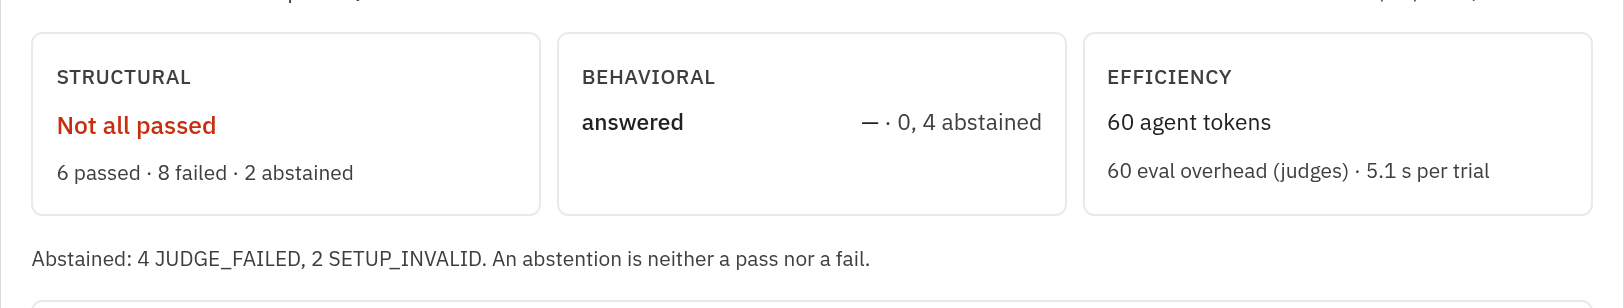 STRUCTURAL
Not all passed
6 passed · 8 failed · 2 abstained
BEHAVIORAL
answered — · 0, 4 abstained
EFFICIENCY
60 agent tokens
60 eval overhead (judges) · 5.1 s per trial
Abstained: 4 JUDGE_FAILED, 2 SETUP_INVALID. An abstention is neither a pass nor a fail.